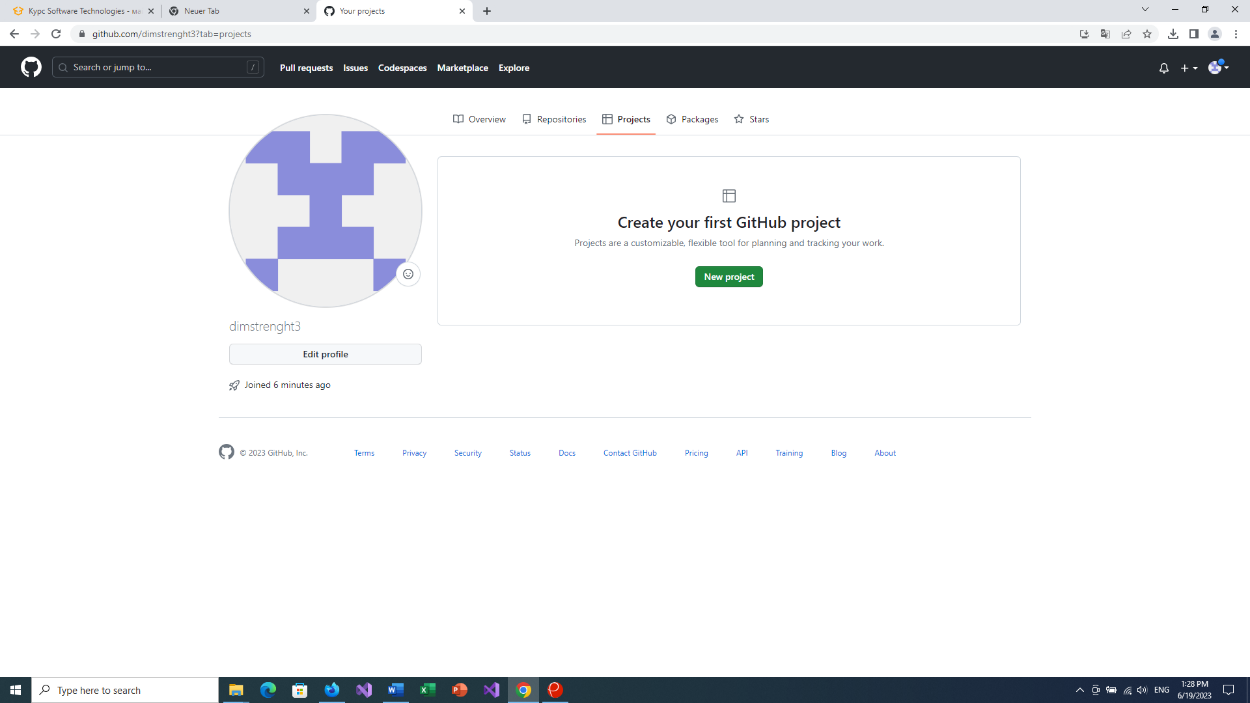 Kypc Software Technologies - ма
Neuer Tab
Your projects
github.com/dimstrenght3?tab=projects
Search or jump to...
/
Pull requests
Issues
Codespaces
Marketplace
Explore
Overview
Repositories
Projects
Packages
Stars
Create your first GitHub project
Projects are a customizable, flexible tool for planning and tracking your work.
New project
dimstrenght3
Edit profile
Joined 6 minutes ago
© 2023 GitHub, Inc.
Terms
Privacy
Security
Status
Docs
Contact GitHub
Pricing
API
Training
Blog
About
Type here to search
ENG
1:28 PM
6/19/2023